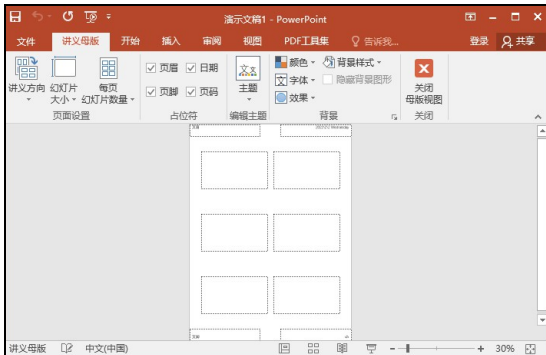 演示文稿1 - PowerPoint
文件 讲义母版 开始 插入 审阅 视图 PDF工具集 告诉我... 登录 共享
讲义方向 幻灯片大小 每页幻灯片数量 页眉 日期 页脚 页码 主题 颜色 背景样式 字体 隐藏背景图形 效果 关闭母版视图
页面设置 占位符 编辑主题 背景 关闭
讲义母版 中文(中国) 30%